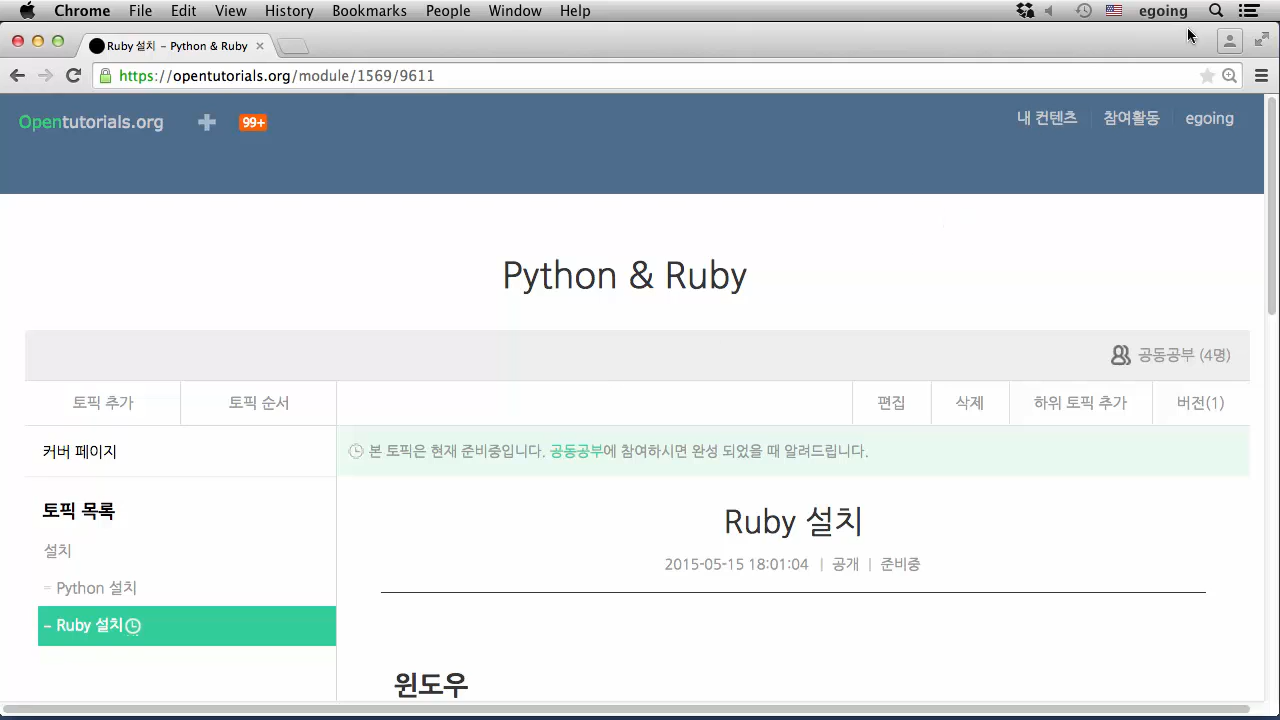 Chrome File Edit View History Bookmarks People Window Help egoing
Ruby 설치 - Python & Ruby
https://opentutorials.org/module/1569/9611
Opentutorials.org 99+ 내 컨텐츠 참여활동 egoing
Python & Ruby
공동공부 (4명)
토픽 추가 토픽 순서 편집 삭제 하위 토픽 추가 버전(1)
커버 페이지
본 토픽은 현재 준비중입니다. 공동공부에 참여하시면 완성 되었을 때 알려드립니다.
토픽 목록
설치
= Python 설치
- Ruby 설치
Ruby 설치
2015-05-15 18:01:04 | 공개 | 준비중
윈도우